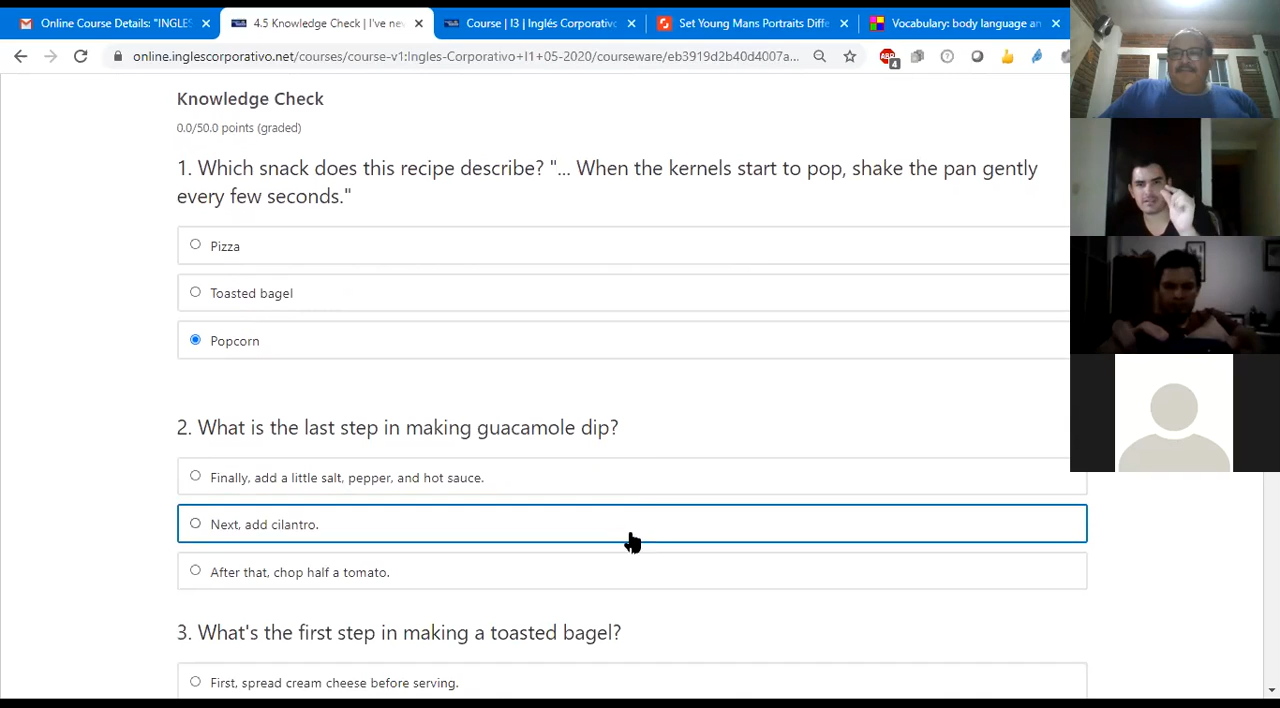 Online Course Details: "INGLES
4.5 Knowledge Check | I've nev
Course | I3 | Inglés Corporativo
Set Young Mans Portraits Diffe
Vocabulary: body language an
online.inglescorporativo.net/courses/course-v1:Ingles-Corporativo+I1+05-2020/courseware/eb3919d2b40d4007a...
ABP
4
Knowledge Check
0.0/50.0 points (graded)
1. Which snack does this recipe describe? "... When the kernels start to pop, shake the pan gently
every few seconds."
Pizza
Toasted bagel
Popcorn
2. What is the last step in making guacamole dip?
Finally, add a little salt, pepper, and hot sauce.
Next, add cilantro.
After that, chop half a tomato.
3. What's the first step in making a toasted bagel?
First, spread cream cheese before serving.